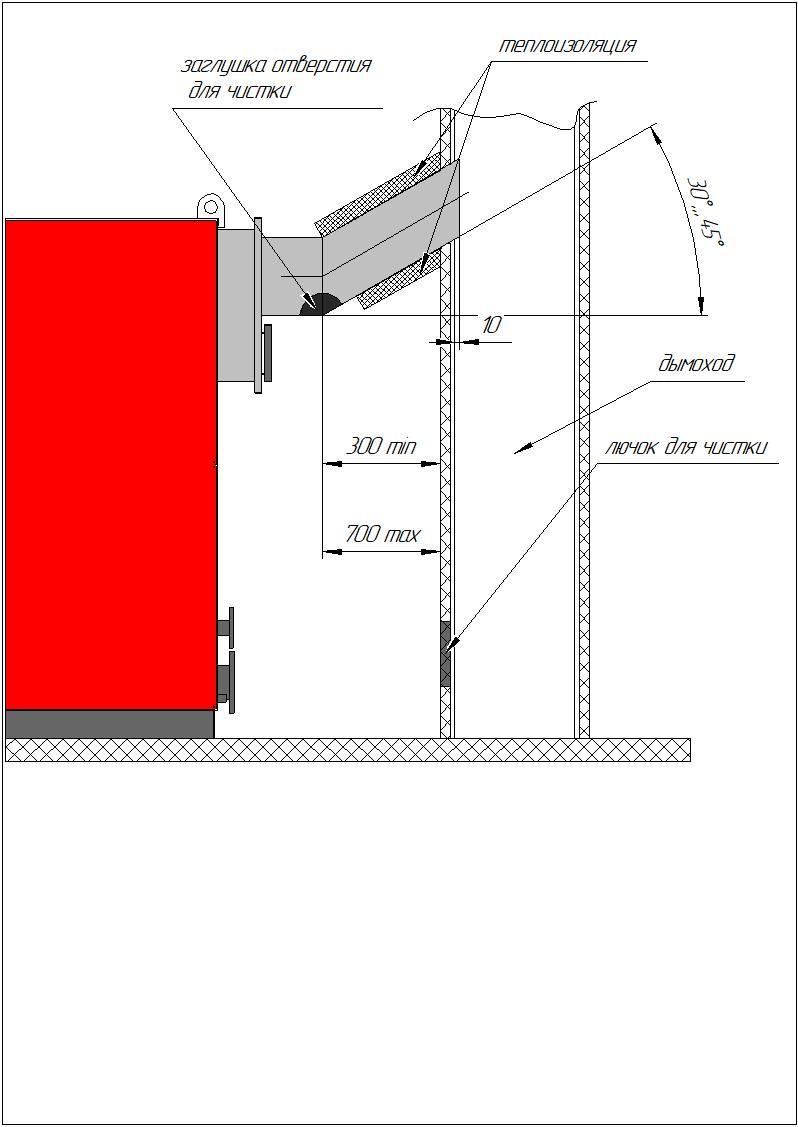 теплоизоляция
заглушка отверстия
для чистки
30°...45°
10
дымоход
300 min
лючок для чистки
700 max